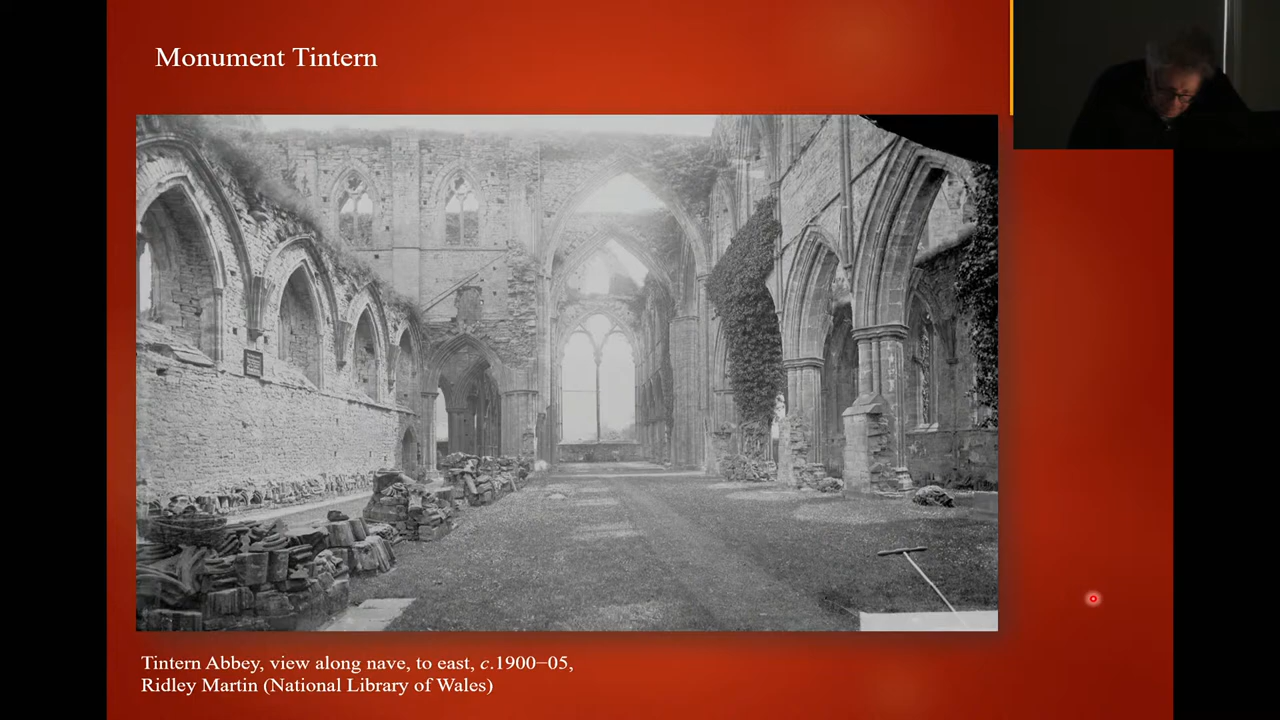 Monument Tintern
Tintern Abbey, view along nave, to east, c.1900−05,
Ridley Martin (National Library of Wales)